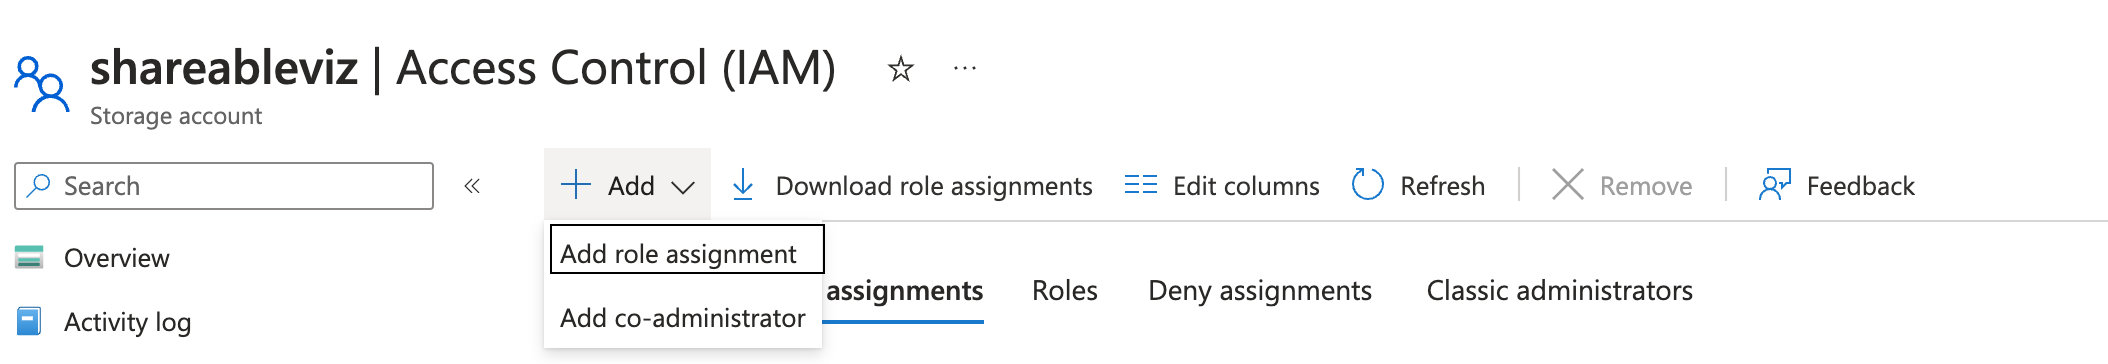 shareableviz | Access Control (IAM) ☆ ...
Storage account
Search «
Add Download role assignments Edit columns Refresh Remove Feedback
Overview
Activity log
Add role assignment
Add co-administrator
assignments Roles Deny assignments Classic administrators